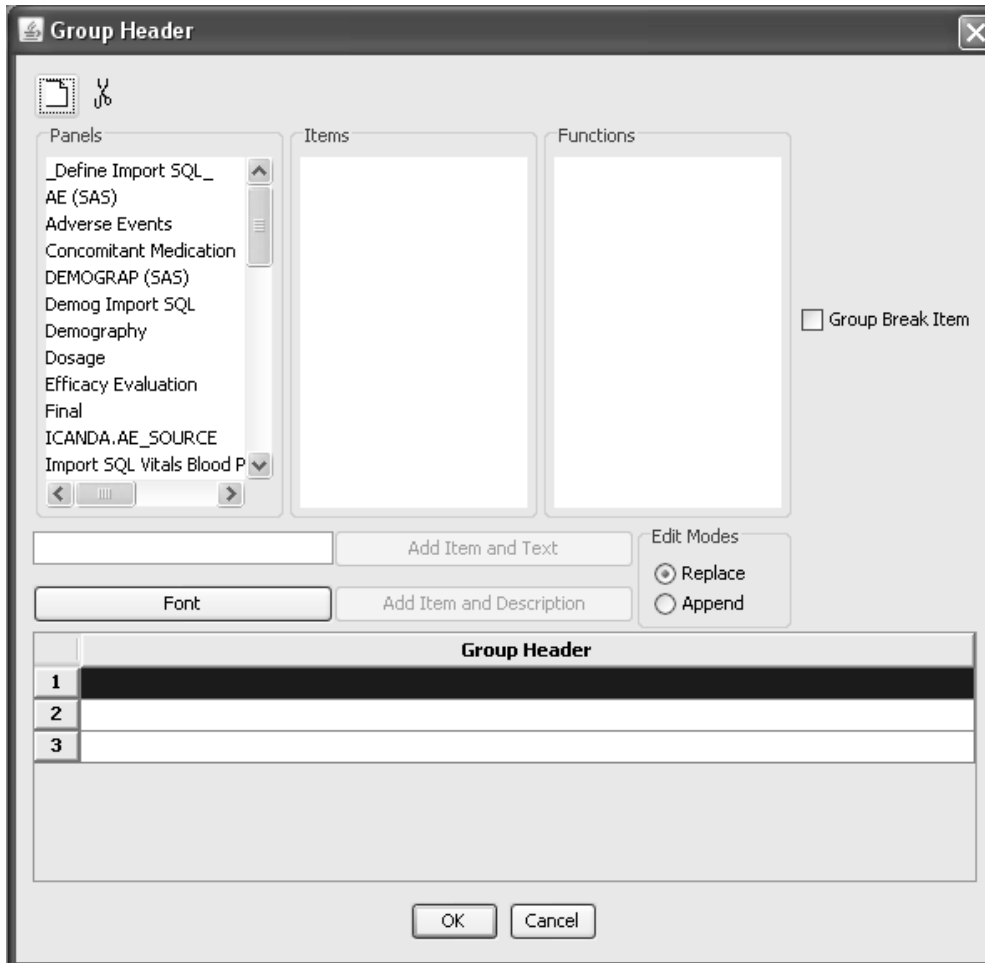 Group Header
Panels
Items
Functions
_Define Import SQL_
AE (SAS)
Adverse Events
Concomitant Medication
DEMOGRAP (SAS)
Demog Import SQL
Demography
Dosage
Efficacy Evaluation
Final
ICANDA.AE_SOURCE
Import SQL Vitals Blood P
Group Break Item
Add Item and Text
Edit Modes
Replace
Font
Add Item and Description
Append
Group Header
1
2
3
OK
Cancel